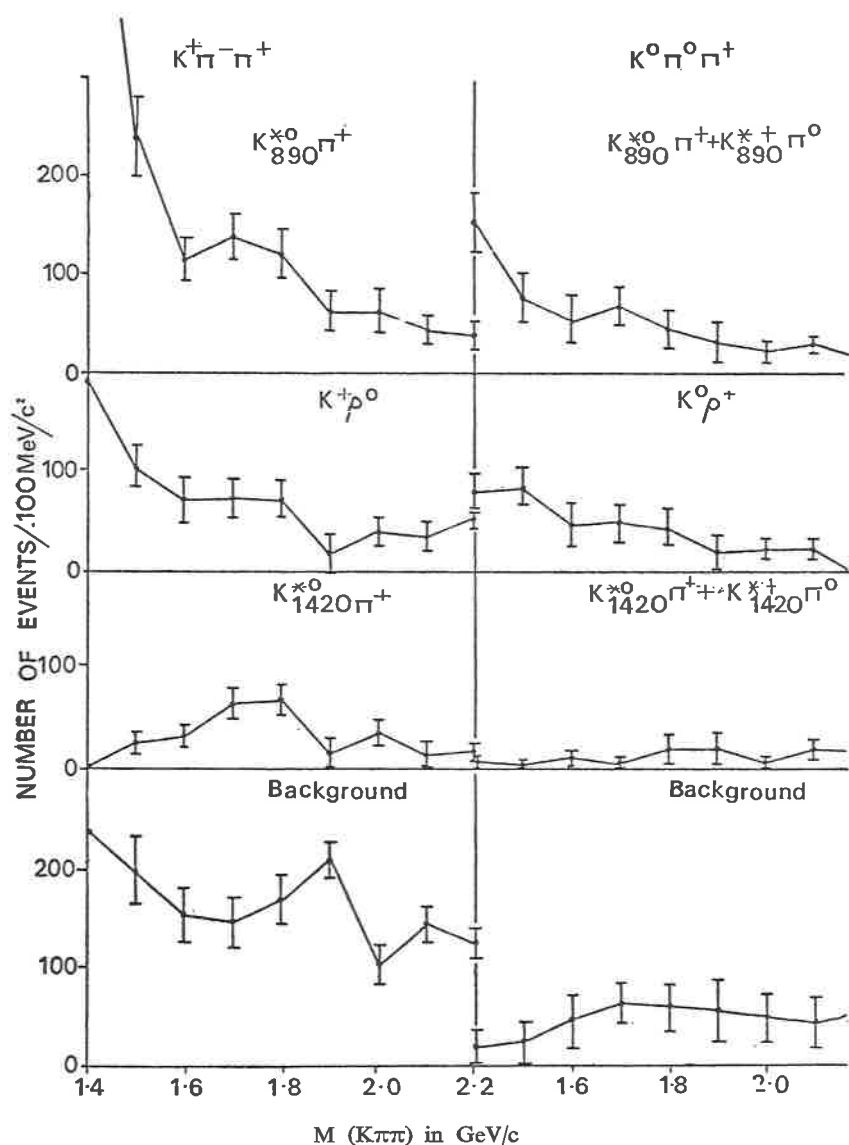 K⁺π⁻π⁺
K⁰π⁰π⁺
K*⁰₈₉₀π⁺
K*⁰₈₉₀π⁺+K*⁺₈₉₀π⁰
200
100
0
K⁺ρ⁰
K⁰ρ⁺
100
0
K*⁰₁₄₂₀π⁺
K*⁰₁₄₂₀π⁺+K*⁺₁₄₂₀π⁰
100
0
Background
Background
200
100
0
1·4 1·6 1·8 2·0 2·2 1·6 1·8 2·0
NUMBER OF EVENTS/.100MeV/c²
M (Kππ) in GeV/c